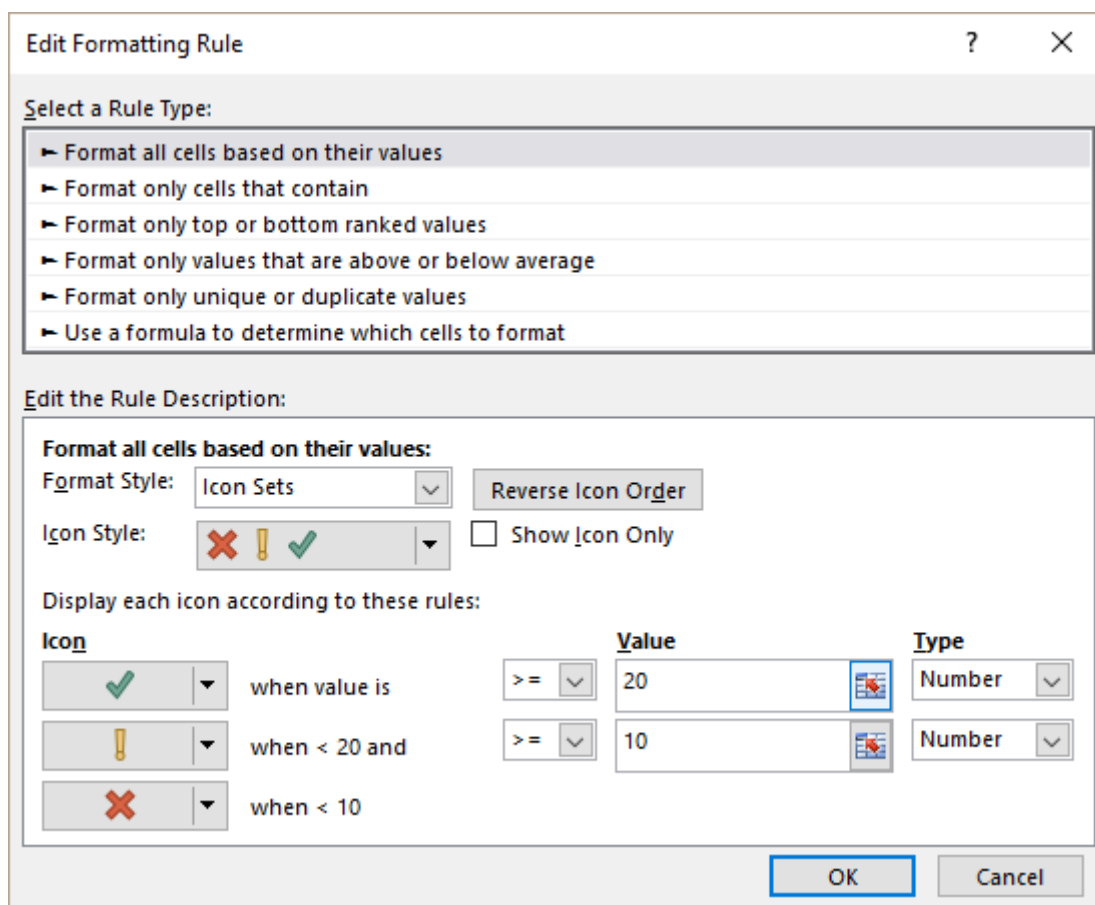 Edit Formatting Rule ?
Select a Rule Type:
► Format all cells based on their values
► Format only cells that contain
► Format only top or bottom ranked values
► Format only values that are above or below average
► Format only unique or duplicate values
► Use a formula to determine which cells to format
Edit the Rule Description:
Format all cells based on their values:
Format Style: Icon Sets Reverse Icon Order
Icon Style: Show Icon Only
Display each icon according to these rules:
Icon Value Type
when value is >= 20 Number
when < 20 and >= 10 Number
when < 10
OK Cancel